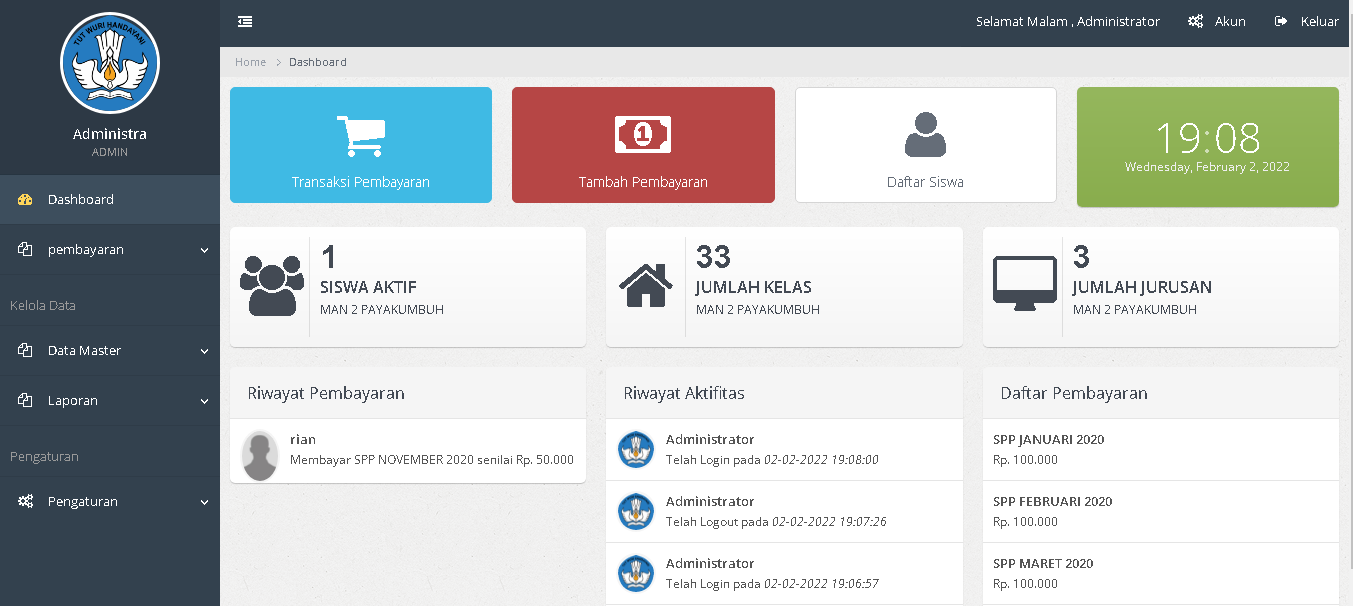 Selamat Malam , Administrator
Akun
Keluar
TUT WURI HANDAYANI
Administra
ADMIN
Dashboard
pembayaran
Kelola Data
Data Master
Laporan
Pengaturan
Pengaturan
Home > Dashboard
Transaksi Pembayaran
1
Tambah Pembayaran
Daftar Siswa
19:08
Wednesday, February 2, 2022
1
SISWA AKTIF
MAN 2 PAYAKUMBUH
33
JUMLAH KELAS
MAN 2 PAYAKUMBUH
3
JUMLAH JURUSAN
MAN 2 PAYAKUMBUH
Riwayat Pembayaran
rian
Membayar SPP NOVEMBER 2020 senilai Rp. 50.000
Riwayat Aktifitas
Administrator
Telah Login pada 02-02-2022 19:08:00
Administrator
Telah Logout pada 02-02-2022 19:07:26
Administrator
Telah Login pada 02-02-2022 19:06:57
Daftar Pembayaran
SPP JANUARI 2020
Rp. 100.000
SPP FEBRUARI 2020
Rp. 100.000
SPP MARET 2020
Rp. 100.000